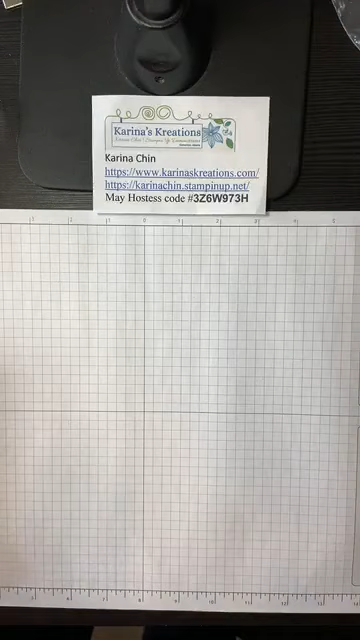 Karina's Kreations
Karina Chin
https://www.karinaskreations.com/
https://karinachin.stampinup.net/
May Hostess code #3Z6W973H